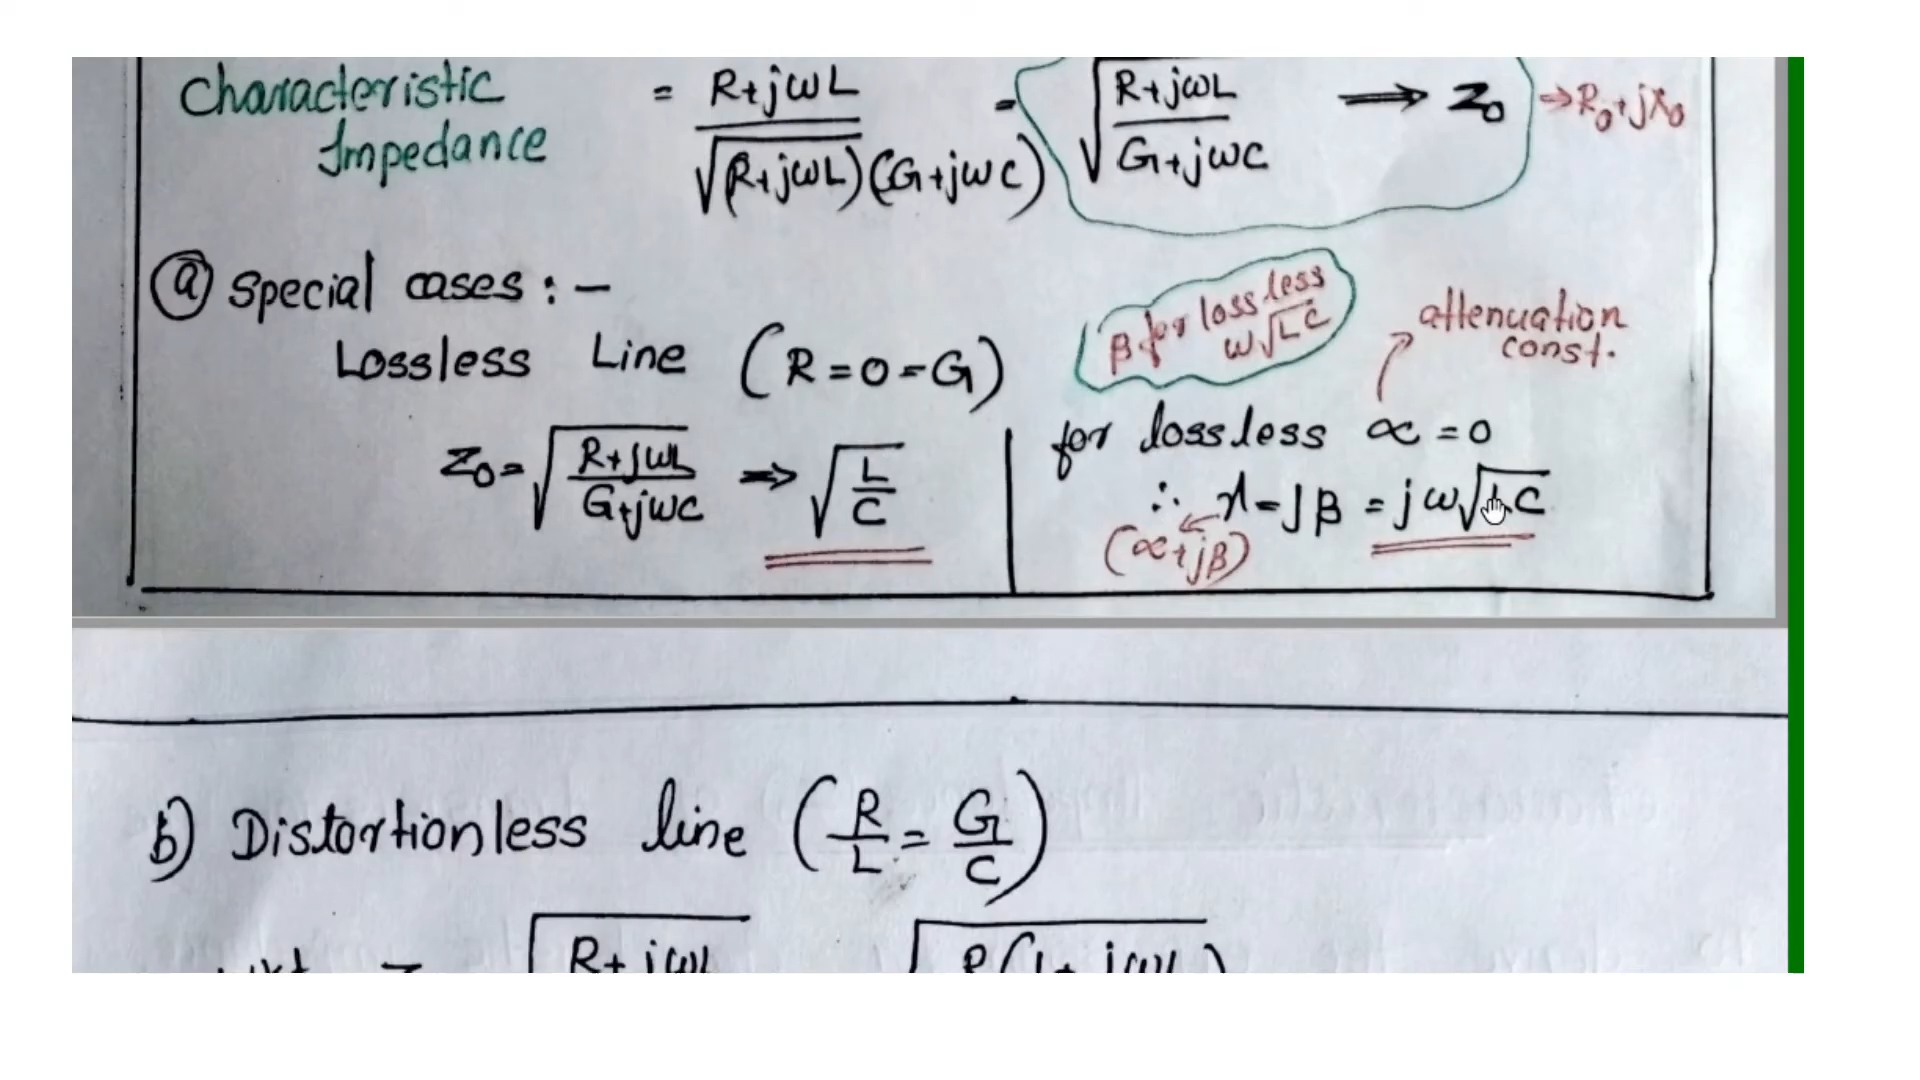 Characteristic Impedance = R+jωL / √(R+jωL)(G+jωC) = √(R+jωL / G+jωC) ⟹ Z₀ ⇒ R₀+jX₀
ⓐ Special cases :-
Lossless Line (R=0=G)
Z₀ = √(R+jωL / G+jωC) ⇒ √(L/C)
β for lossless ω√LC
attenuation const.
for lossless ∝ = 0
∴ γ = jβ = jω√LC
(∝+jβ)
b) Distortionless line (R/L = G/C)
R+jωL